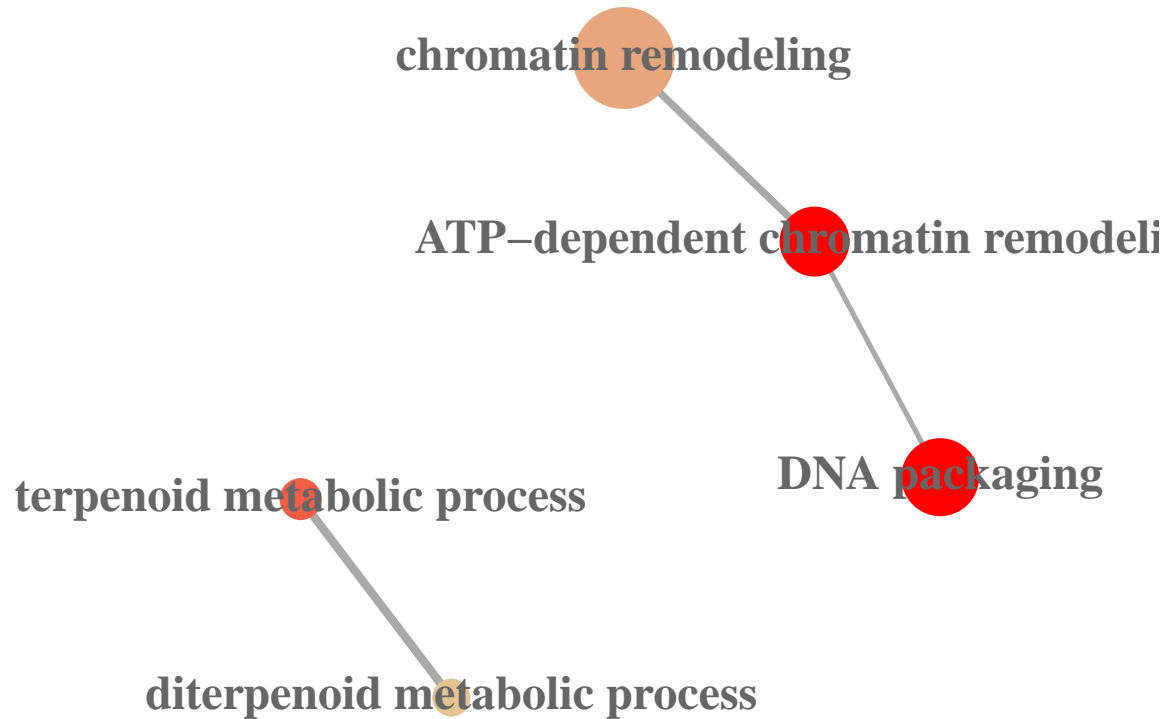 chromatin remodeling
ATP−dependent chromatin remodeli
DNA packaging
terpenoid metabolic process
diterpenoid metabolic process